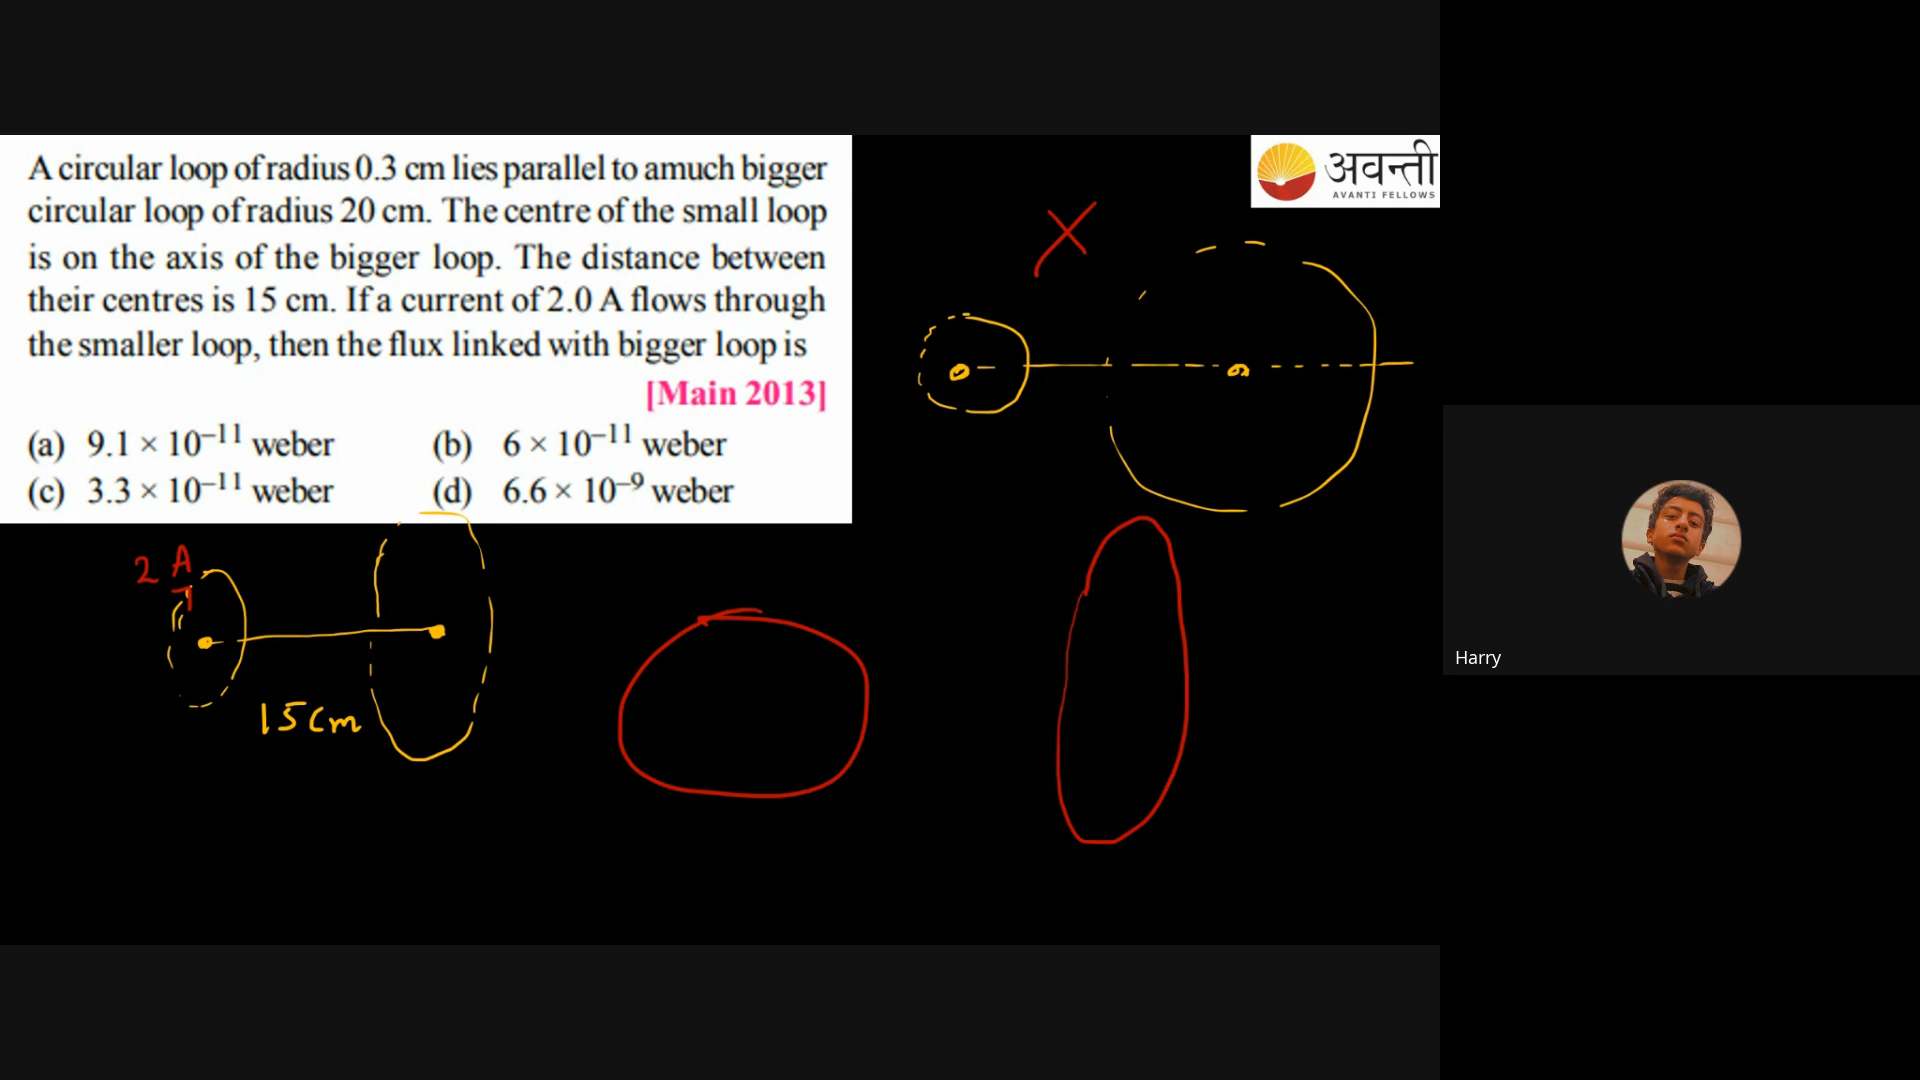 A circular loop of radius 0.3 cm lies parallel to amuch bigger
circular loop of radius 20 cm. The centre of the small loop
is on the axis of the bigger loop. The distance between
their centres is 15 cm. If a current of 2.0 A flows through
the smaller loop, then the flux linked with bigger loop is
[Main 2013]
(a) 9.1 × 10⁻¹¹ weber (b) 6 × 10⁻¹¹ weber
(c) 3.3 × 10⁻¹¹ weber (d) 6.6 × 10⁻⁹ weber
अवन्ती
AVANTI FELLOWS
2 A
15 cm
Harry